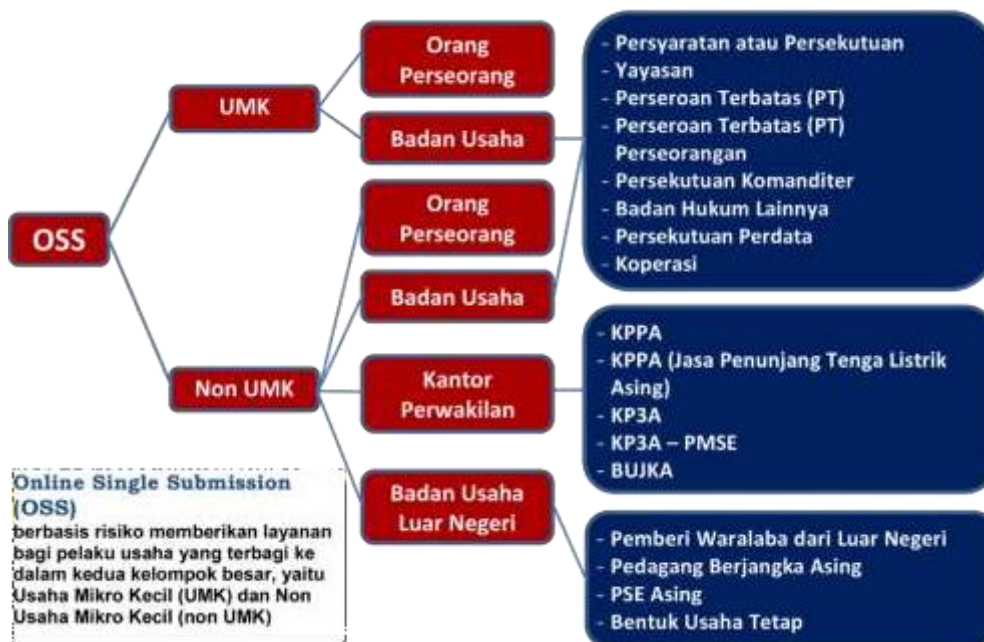 OSS
UMK
Non UMK
Orang
Perseorang
Badan Usaha
Orang
Perseorang
Badan Usaha
Kantor
Perwakilan
Badan Usaha
Luar Negeri
- Persyaratan atau Persekutuan
- Yayasan
- Perseroan Terbatas (PT)
- Perseroan Terbatas (PT)
Perseorangan
- Persekutuan Komanditer
- Badan Hukum Lainnya
- Persekutuan Perdata
- Koperasi
- KPPA
- KPPA (Jasa Penunjang Tenga Listrik
Asing)
- KP3A
- KP3A – PMSE
- BUJKA
- Pemberi Waralaba dari Luar Negeri
- Pedagang Berjangka Asing
- PSE Asing
- Bentuk Usaha Tetap
Online Single Submission
(OSS)
berbasis risiko memberikan layanan
bagi pelaku usaha yang terbagi ke
dalam kedua kelompok besar, yaitu
Usaha Mikro Kecil (UMK) dan Non
Usaha Mikro Kecil (non UMK)